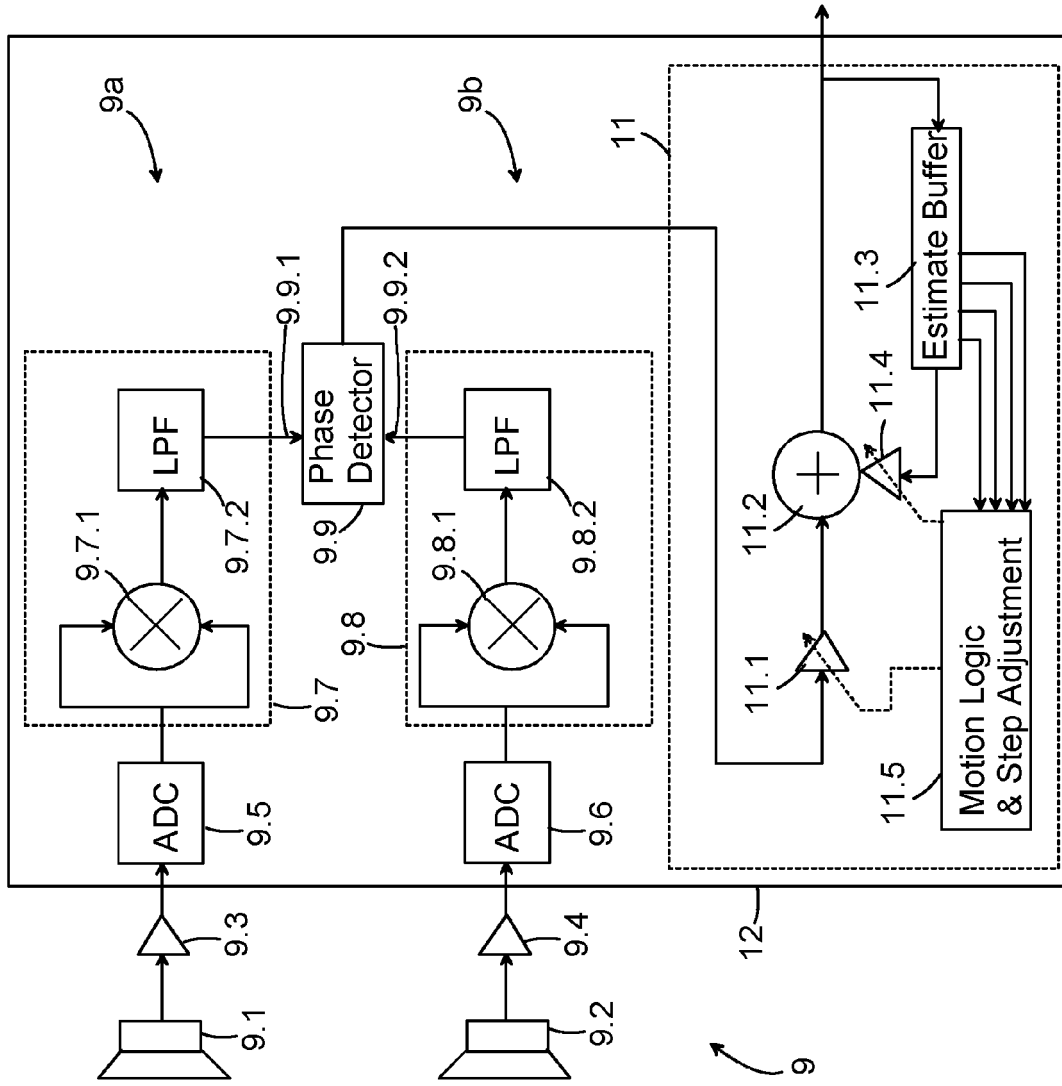 9a
9b
9.7.1
LPF
9.7.2
9.9.1
Phase
Detector
9.9
9.9.2
9.7
9.8
9.8.1
LPF
9.8.2
ADC
9.5
ADC
9.6
9.3
9.4
9.1
9.2
9
12
11
11.1
11.2
11.3
Estimate Buffer
11.4
11.5
Motion Logic
& Step Adjustment